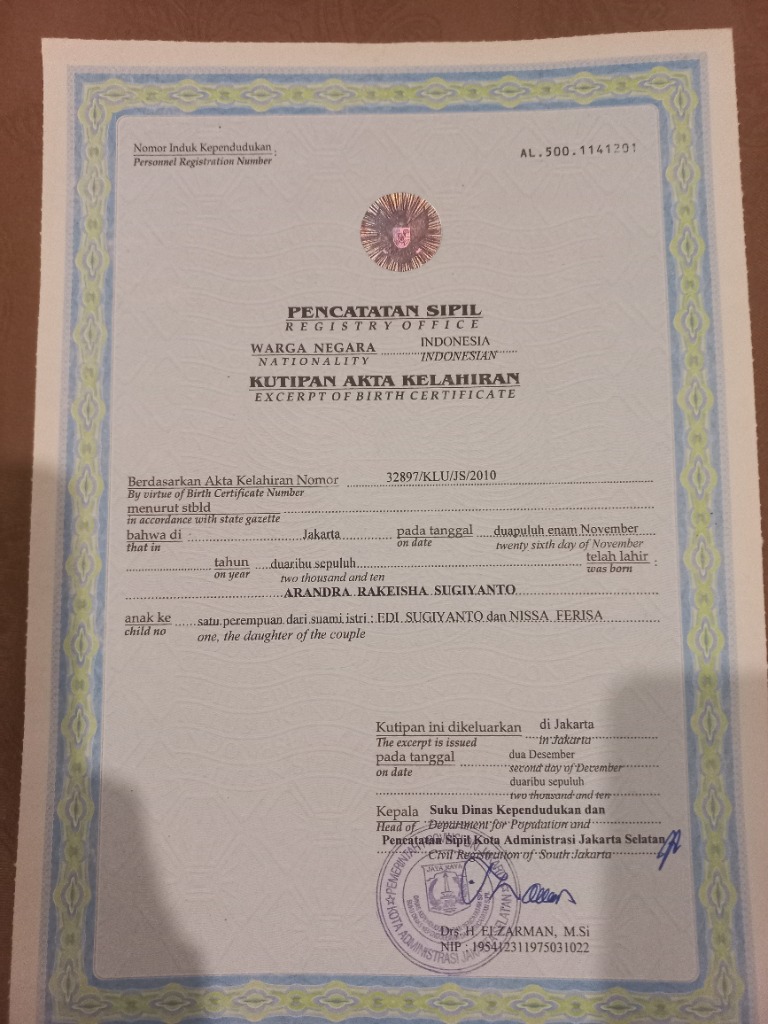 Nomor Induk Kependudukan :
Personnel Registration Number
AL.500.1141201
PENCATATAN SIPIL
REGISTRY OFFICE
WARGA NEGARA INDONESIA
NATIONALITY INDONESIAN
KUTIPAN AKTA KELAHIRAN
EXCERPT OF BIRTH CERTIFICATE
Berdasarkan Akta Kelahiran Nomor 32897/KLU/JS/2010
By virtue of Birth Certificate Number
menurut stbld
in accordance with state gazette
bahwa di Jakarta pada tanggal duapuluh enam November
that in on date twenty sixth day of November
tahun duaribu sepuluh telah lahir :
on year two thousand and ten was born
ARANDRA RAKEISHA SUGIYANTO
anak ke satu perempuan dari suami istri : EDI SUGIYANTO dan NISSA FERISA
child no one, the daughter of the couple
Kutipan ini dikeluarkan di Jakarta
The excerpt is issued in Jakarta
pada tanggal dua Desember
on date second day of December
duaribu sepuluh
two thousand and ten
Kepala Suku Dinas Kependudukan dan
Head of Department for Population and
Pencatatan Sipil Kota Administrasi Jakarta Selatan
Civil Registration of South Jakarta
JAYA RAYA
KOTA ADMINISTRASI JAKARTA SELATAN
Drs. H. ELZARMAN, M.Si
NIP : 195412311975031022